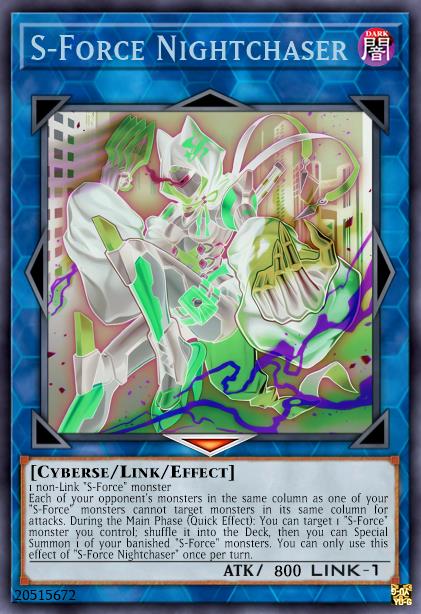 S-Force Nightchaser
DARK
闇
[Cyberse/Link/Effect]
1 non-Link "S-Force" monster
Each of your opponent's monsters in the same column as one of your
"S-Force" monsters cannot target monsters in its same column for
attacks. During the Main Phase (Quick Effect): You can target 1 "S-Force"
monster you control; shuffle it into the Deck, then you can Special
Summon 1 of your banished "S-Force" monsters. You can only use this
effect of "S-Force Nightchaser" once per turn.
ATK/ 800 LINK-1
20515672